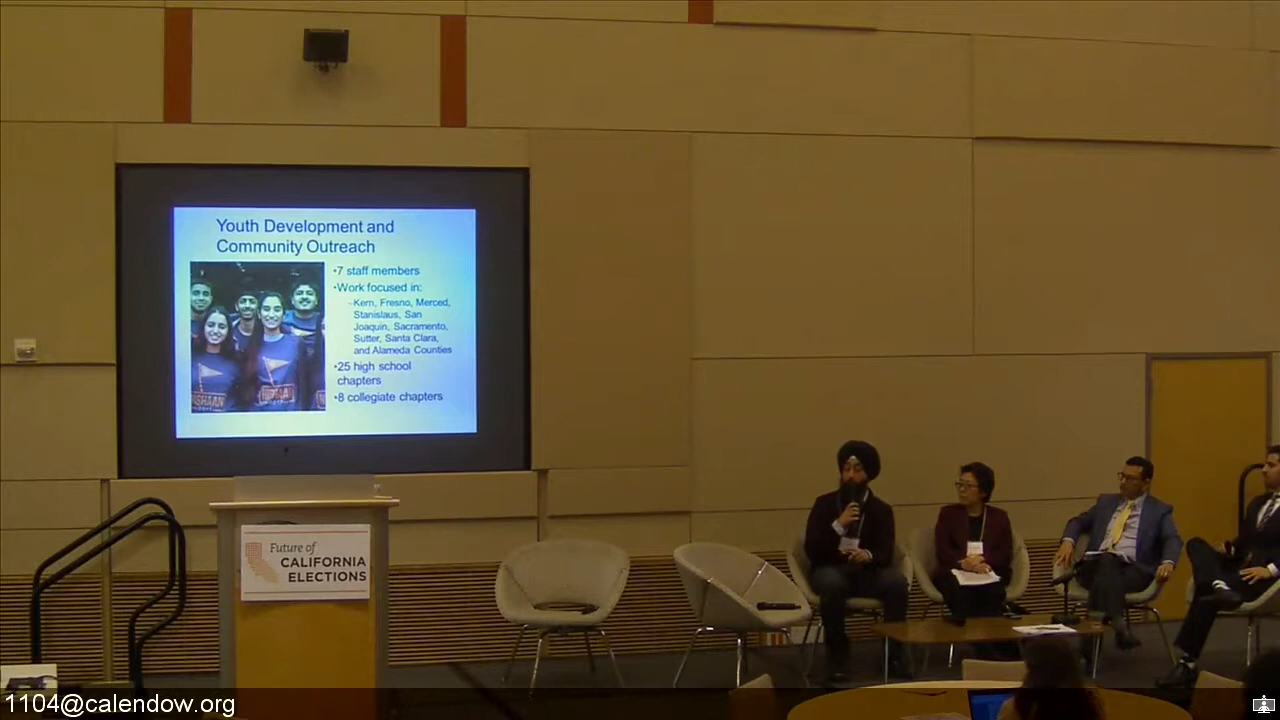 Youth Development and
Community Outreach
•7 staff members
•Work focused in:
–Kern, Fresno, Merced,
Stanislaus, San
Joaquin, Sacramento,
Sutter, Santa Clara,
and Alameda Counties
•25 high school
chapters
•8 collegiate chapters
Future of
CALIFORNIA
ELECTIONS
1104@calendow.org